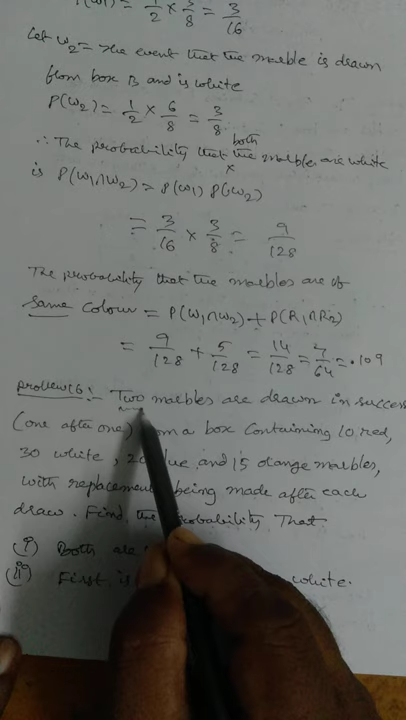 P(W₁) = 1/2 × 3/8 = 3/16
Let W₂ = the event that the marble is drawn
from box B and is white
P(W₂) = 1/2 × 6/8 = 3/8
both
∴ The probability that the marble are white
is P(W₁∩W₂) = P(W₁) P(W₂)
= 3/16 × 3/8 = 9/128
The probability that the marbles are of
Same Colour = P(W₁∩W₂) + P(R₁∩R₂)
= 9/128 + 5/128 = 14/128 = 7/64 = .109
Problem 6: Two marbles are drawn in success
(one after one) from a box containing 10 red,
30 white, 20 blue and 15 orange marbles,
with replacement being made after each
draw. Find the probability That
(i) Both are
(ii) First is white.